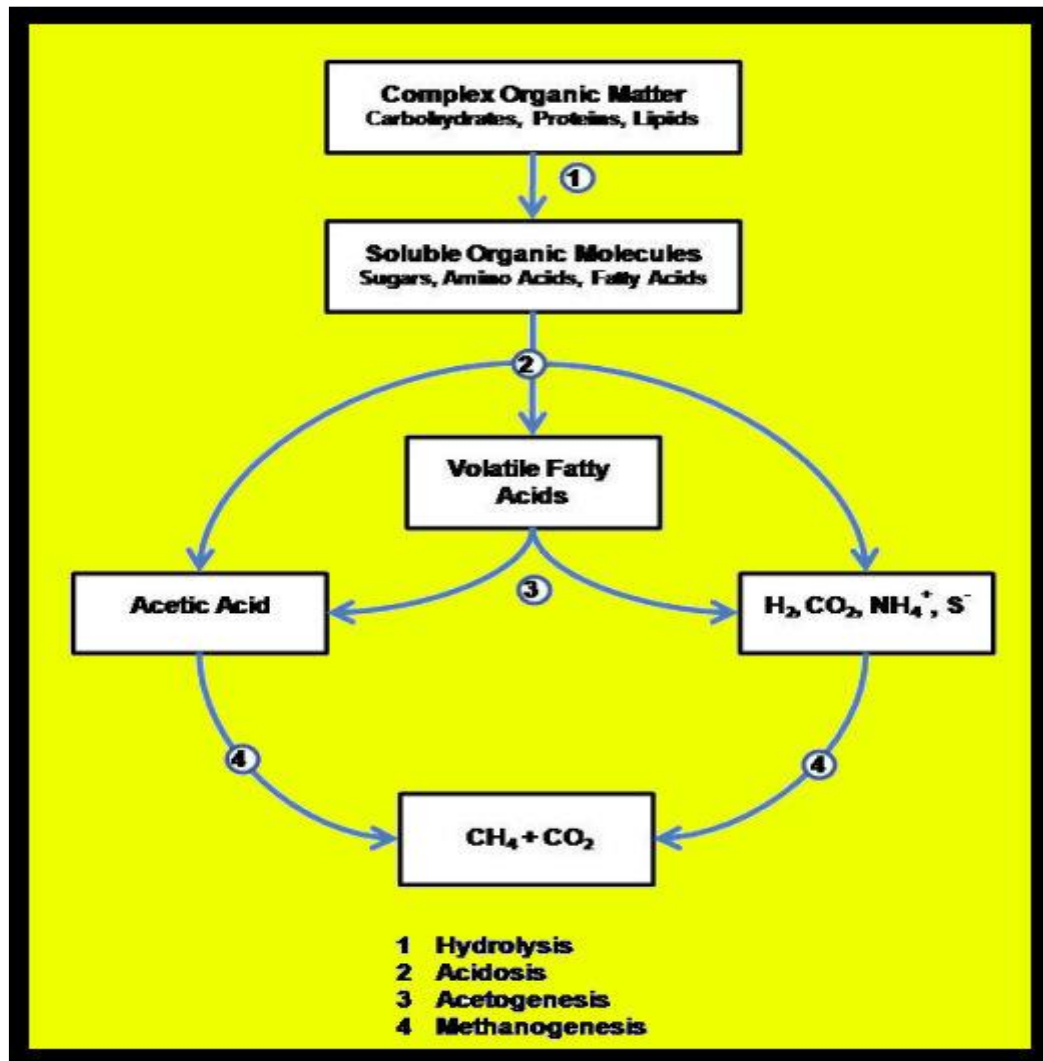 Complex Organic Matter
Carbohydrates, Proteins, Lipids
1
Soluble Organic Molecules
Sugars, Amino Acids, Fatty Acids
2
Volatile Fatty
Acids
Acetic Acid
3
H₂, CO₂, NH₄⁺, S⁻
4
4
CH₄ + CO₂
1 Hydrolysis
2 Acidosis
3 Acetogenesis
4 Methanogenesis